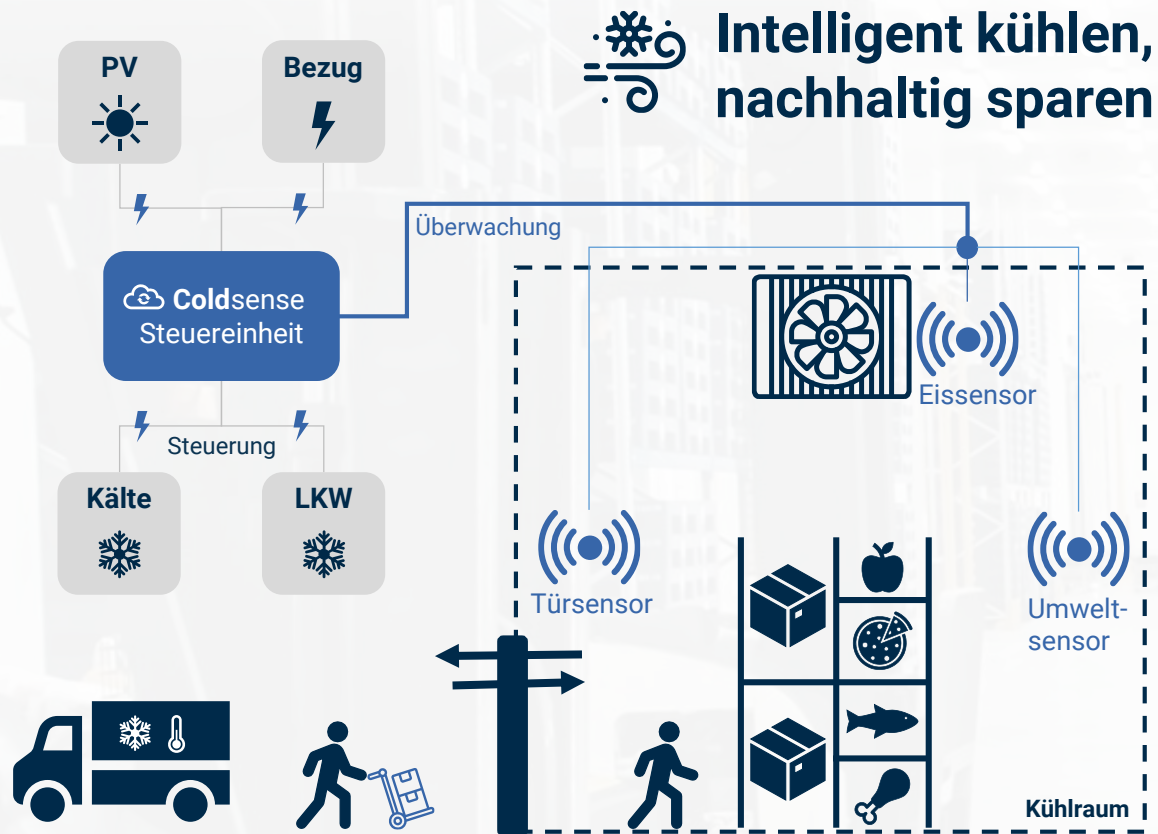 Intelligent kühlen,
nachhaltig sparen
PV
Bezug
Überwachung
Coldsense
Steuereinheit
Steuerung
Kälte
LKW
Eissensor
Türsensor
Umwelt-
sensor
Kühlraum